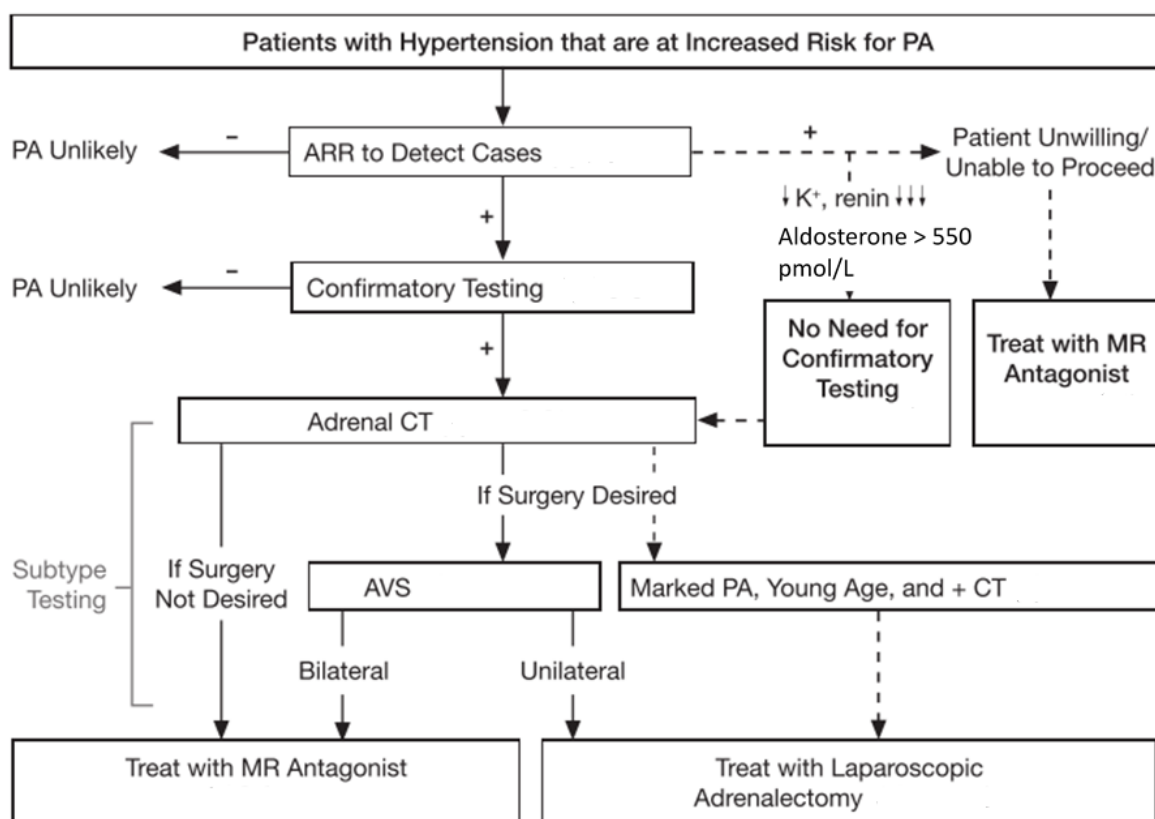 Patients with Hypertension that are at Increased Risk for PA
PA Unlikely
−
ARR to Detect Cases
+
Patient Unwilling/
Unable to Proceed
↓K⁺, renin ↓↓↓
Aldosterone > 550
pmol/L
+
PA Unlikely
−
Confirmatory Testing
No Need for
Confirmatory
Testing
Treat with MR
Antagonist
+
Adrenal CT
If Surgery Desired
Subtype
Testing
If Surgery
Not Desired
AVS
Marked PA, Young Age, and + CT
Bilateral
Unilateral
Treat with MR Antagonist
Treat with Laparoscopic
Adrenalectomy